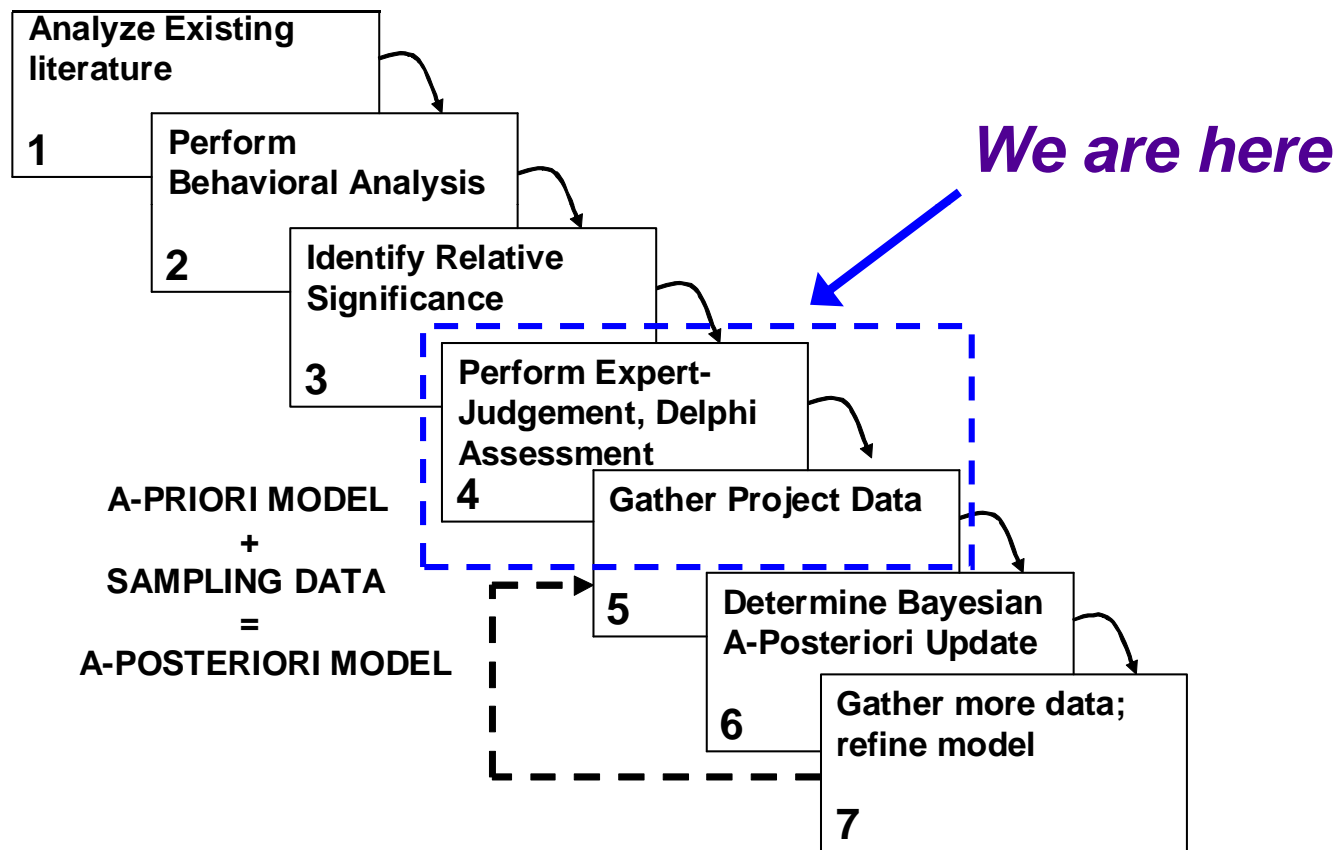 Analyze Existing
literature
1
We are here
Perform
Behavioral Analysis
2
Identify Relative
Significance
3
Perform Expert-
Judgement, Delphi
Assessment
4
A-PRIORI MODEL
+
SAMPLING DATA
=
A-POSTERIORI MODEL
Gather Project Data
5
Determine Bayesian
A-Posteriori Update
6
Gather more data;
refine model
7